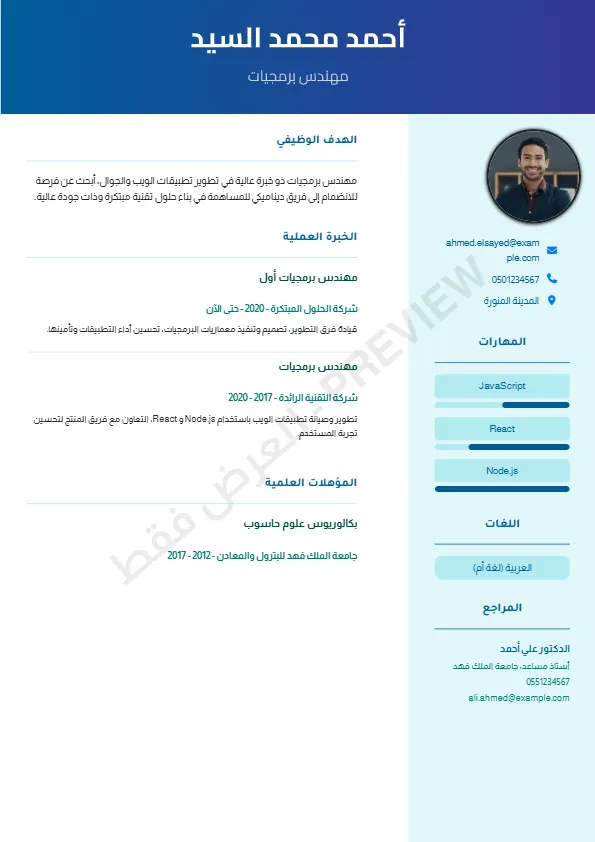 أحمد محمد السيد
مهندس برمجيات
ahmed.elsayed@exam
ple.com
0501234567
المدينة المنورة
المهارات
JavaScript
React
Node.js
اللغات
العربية (لغة أم)
المراجع
الدكتور علي أحمد
أستاذ مساعد، جامعة الملك فهد
0551234567
ali.ahmed@example.com
الهدف الوظيفي
مهندس برمجيات ذو خبرة عالية في تطوير تطبيقات الويب والجوال، أبحث عن فرصة
للانضمام إلى فريق ديناميكي للمساهمة في بناء حلول تقنية مبتكرة وذات جودة عالية.
الخبرة العملية
مهندس برمجيات أول
شركة الحلول المبتكرة - 2020 - حتى الآن
قيادة فرق التطوير، تصميم وتنفيذ معماريات البرمجيات، تحسين أداء التطبيقات وتأمينها.
مهندس برمجيات
شركة التقنية الرائدة - 2017 - 2020
تطوير وصيانة تطبيقات الويب باستخدام Node.js و React، التعاون مع فريق المنتج لتحسين
تجربة المستخدم.
المؤهلات العلمية
بكالوريوس علوم حاسوب
جامعة الملك فهد للبترول والمعادن - 2012 - 2017
العرض فقط - PREVIEW